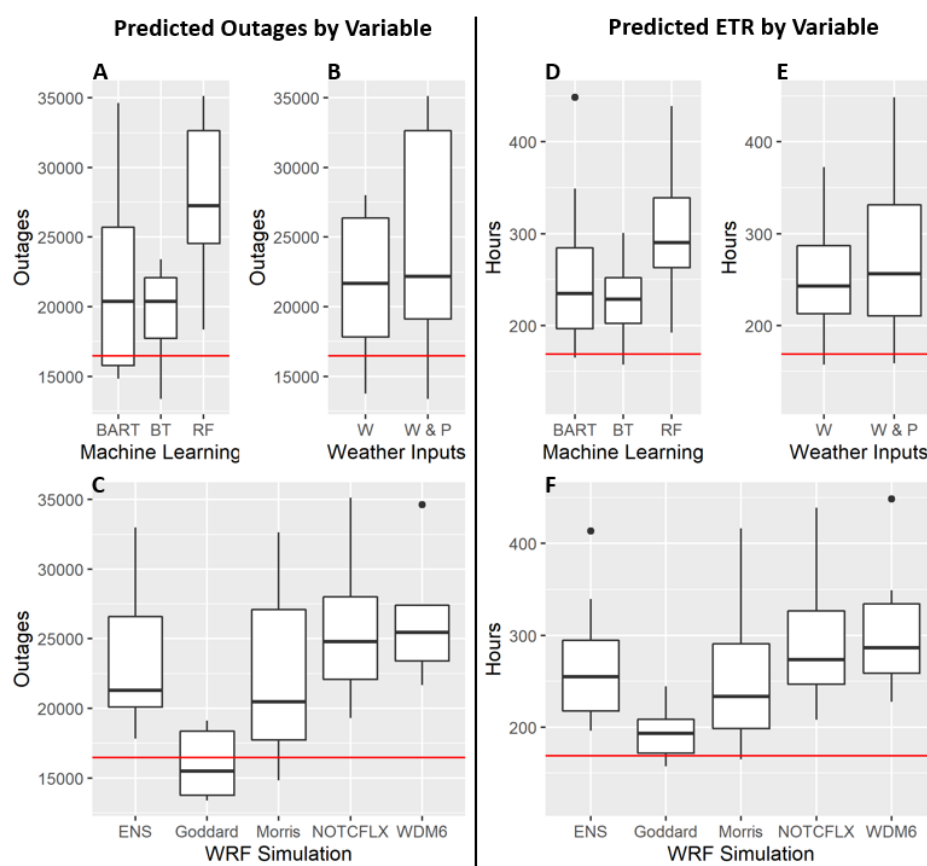 Predicted Outages by Variable
Predicted ETR by Variable
A
35000
30000
25000
20000
15000
Outages
BART BT RF
Machine Learning
B
35000
30000
25000
20000
15000
Outages
W W & P
Weather Inputs
D
400
300
200
Hours
BART BT RF
Machine Learning
E
400
300
200
Hours
W W & P
Weather Inputs
C
35000
30000
25000
20000
15000
Outages
ENS Goddard Morris NOTCFLX WDM6
WRF Simulation
F
400
300
200
Hours
ENS Goddard Morris NOTCFLX WDM6
WRF Simulation